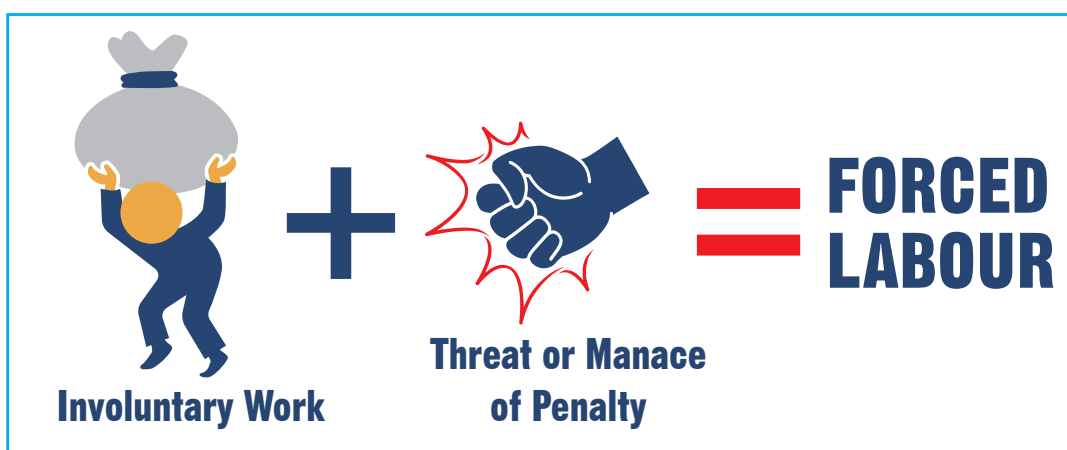 Involuntary Work
+
Threat or Manace
of Penalty
=
FORCED
LABOUR